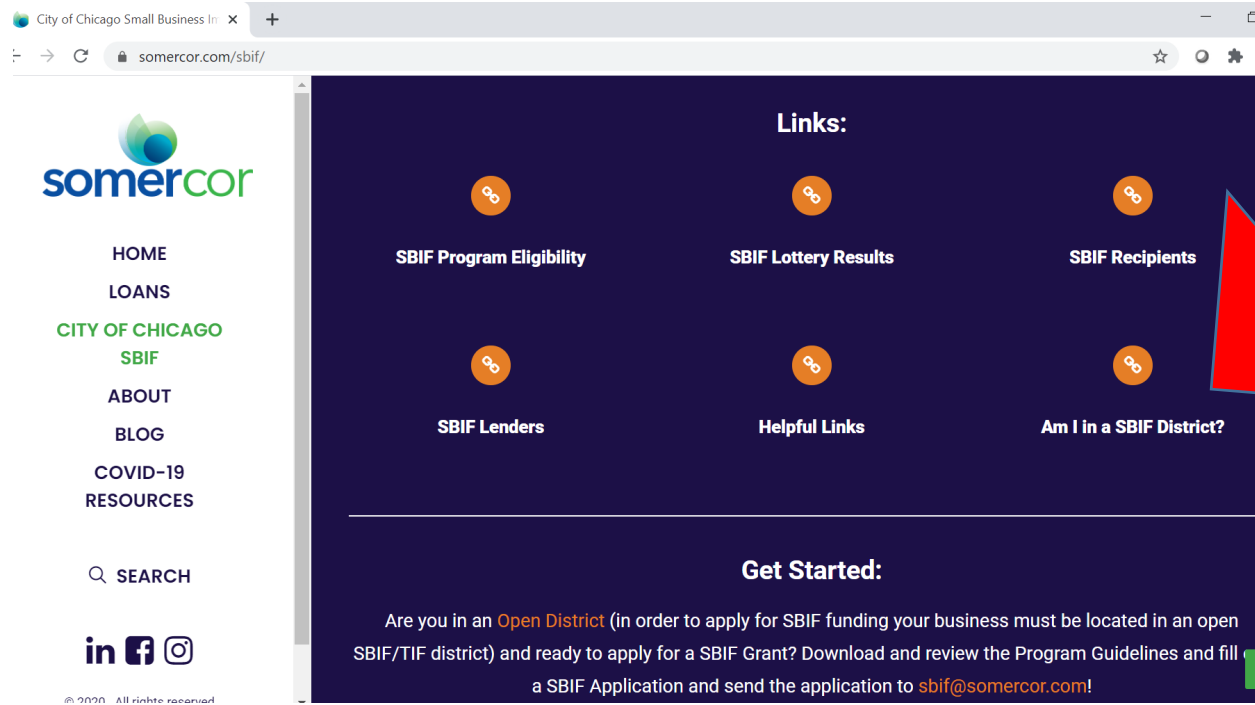 City of Chicago Small Business Im
somercor.com/sbif/
somercor
HOME
LOANS
CITY OF CHICAGO
SBIF
ABOUT
BLOG
COVID-19
RESOURCES
SEARCH
in
© 2020 All rights reserved
Links:
SBIF Program Eligibility
SBIF Lottery Results
SBIF Recipients
SBIF Lenders
Helpful Links
Am I in a SBIF District?
Get Started:
Are you in an Open District (in order to apply for SBIF funding your business must be located in an open
SBIF/TIF district) and ready to apply for a SBIF Grant? Download and review the Program Guidelines and fill
a SBIF Application and send the application to sbif@somercor.com!